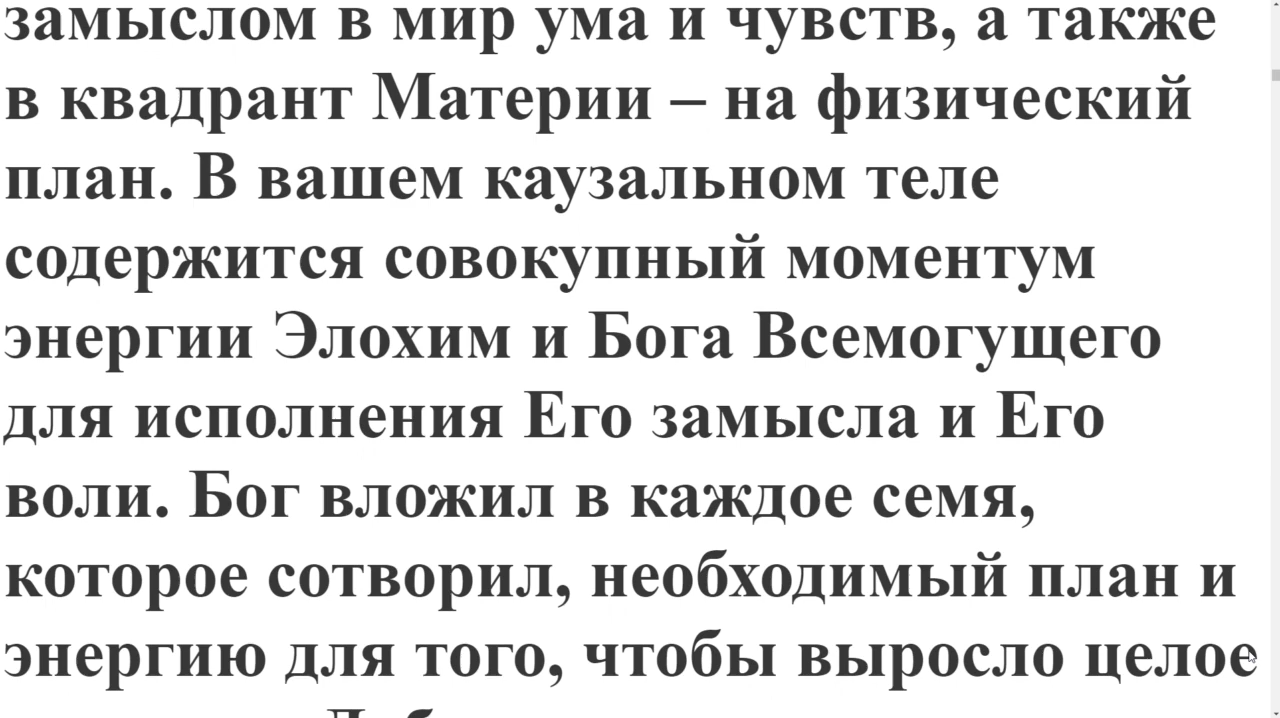 замыслом в мир ума и чувств, а также
в квадрант Материи – на физический
план. В вашем каузальном теле
содержится совокупный моментум
энергии Элохим и Бога Всемогущего
для исполнения Его замысла и Его
воли. Бог вложил в каждое семя,
которое сотворил, необходимый план и
энергию для того, чтобы выросло целое